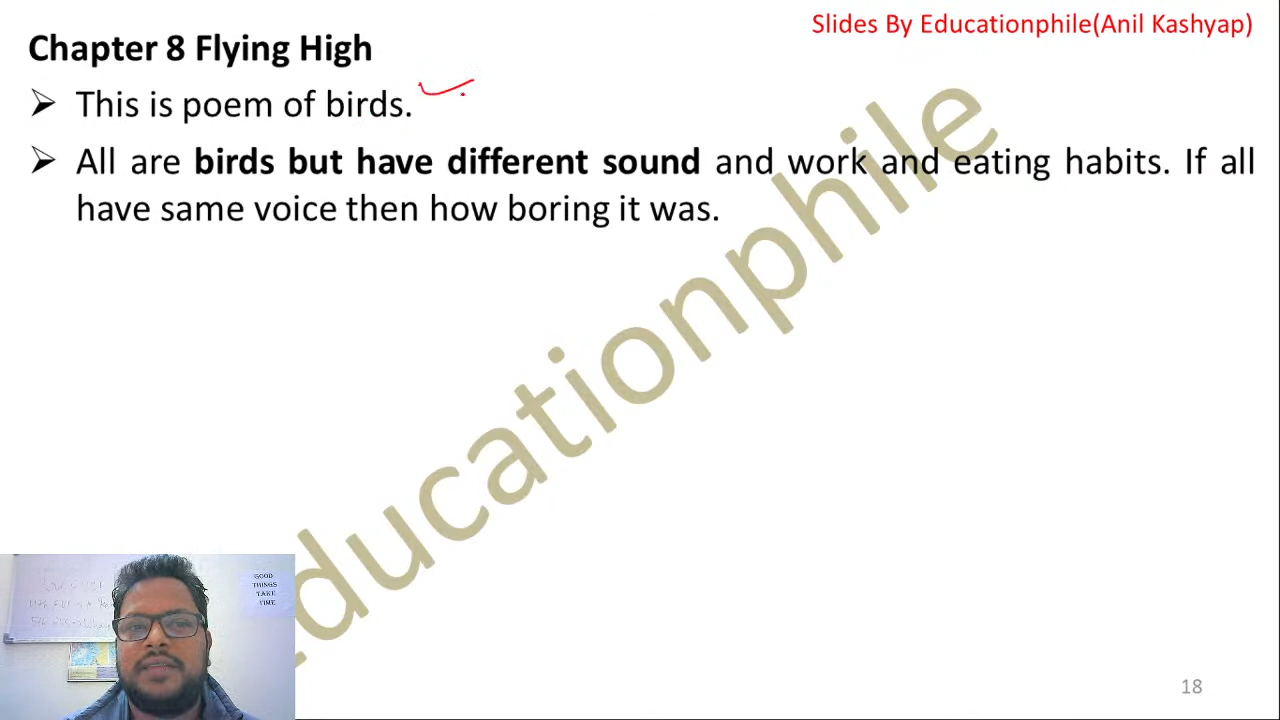 Slides By Educationphile(Anil Kashyap)
Chapter 8 Flying High
➢ This is poem of birds.
➢ All are birds but have different sound and work and eating habits. If all
have same voice then how boring it was.
Educationphile
GOOD
THINGS
TAKE
TIME
18